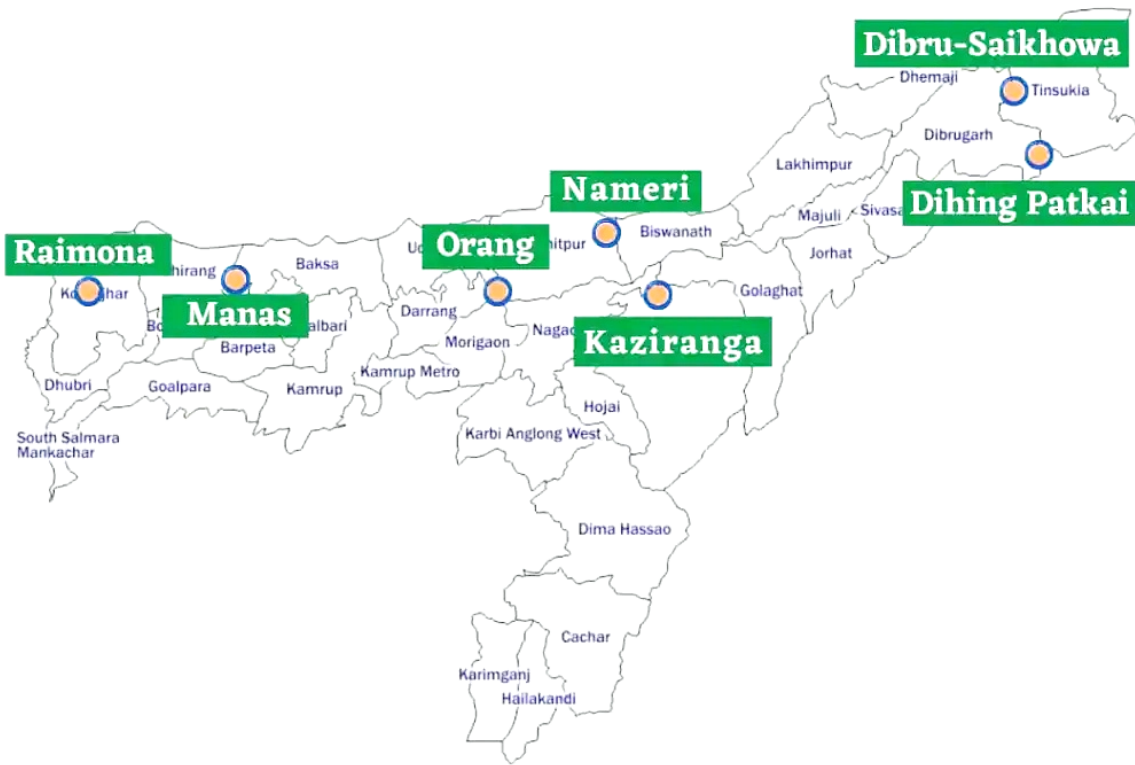 Dibru-Saikhowa
Dhemaji
Tinsukia
Dibrugarh
Lakhimpur
Nameri
Dihing Patkai
Majuli
Biswanath
Orang
Raimona
Jorhat
Baksa
Golaghat
Manas
Darrang
Kaziranga
Morigaon
Barpeta
Kamrup Metro
Dhubri
Goalpara
Kamrup
Hojai
Karbi Anglong West
South Salmara
Mankachar
Dima Hassao
Cachar
Karimganj
Hailakandi